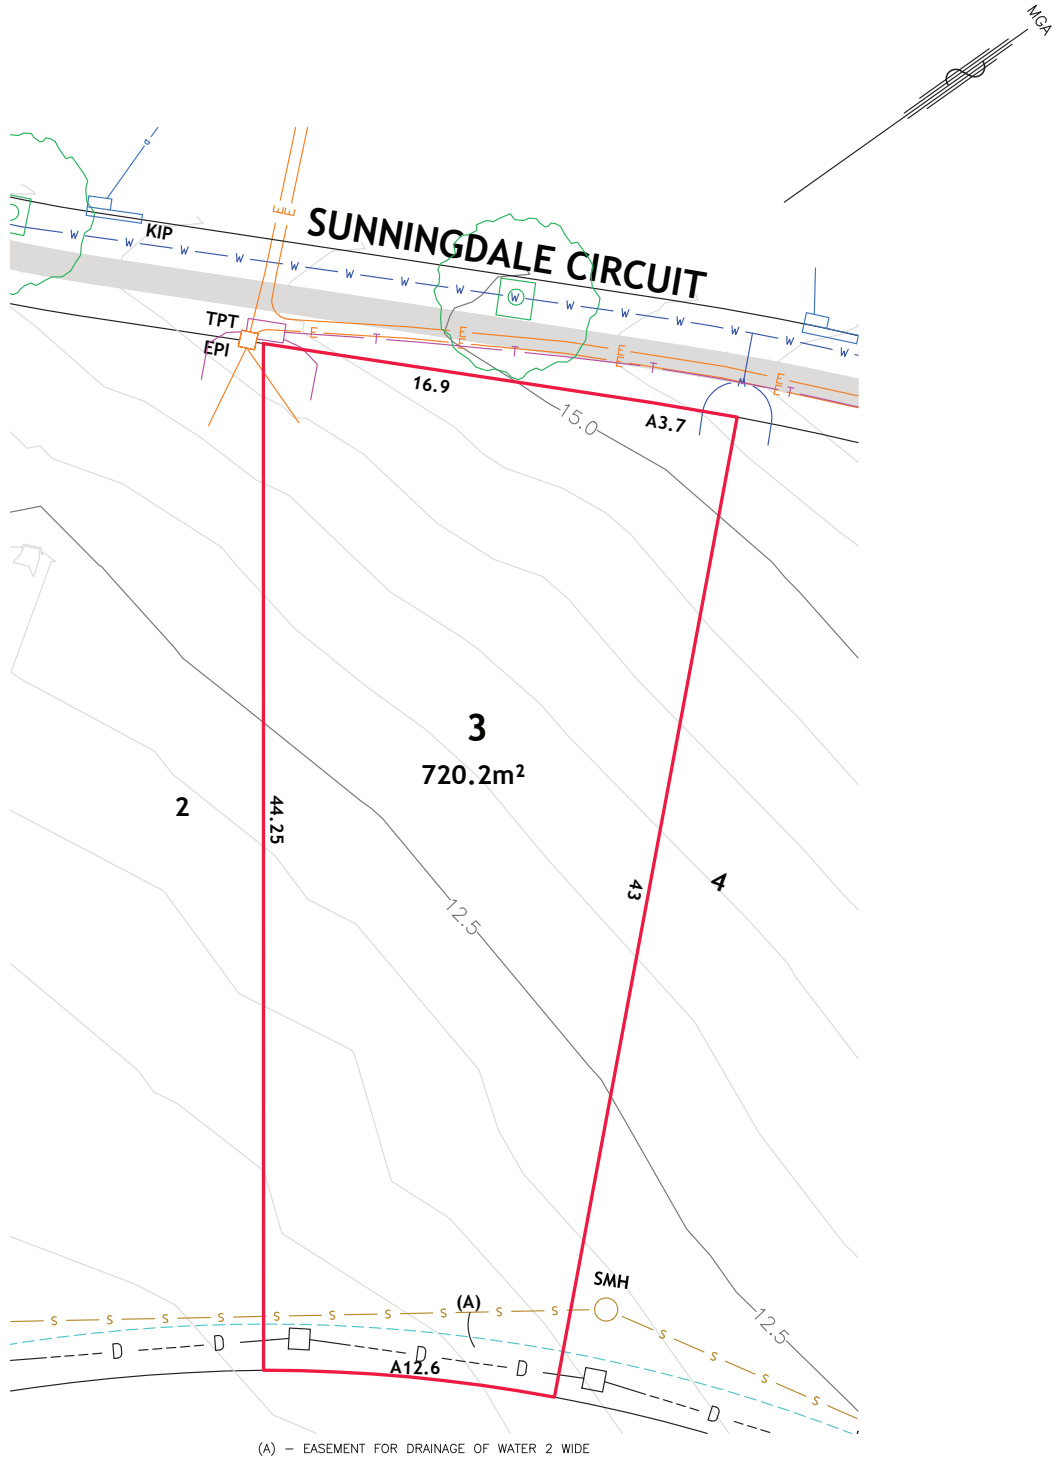 MGA
SUNNINGDALE CIRCUIT
KIP
W W W W W W W W W W W W W W W
E E
TPT
EPI
E T E E T E T E E T
M
16.9
A3.7
15.0
3
720.2m²
2
44.25
43
4
12.5
SMH
(A)
12.5
S S S S S S S S S S S S S S
D D D D D
A12.6
(A) – EASEMENT FOR DRAINAGE OF WATER 2 WIDE